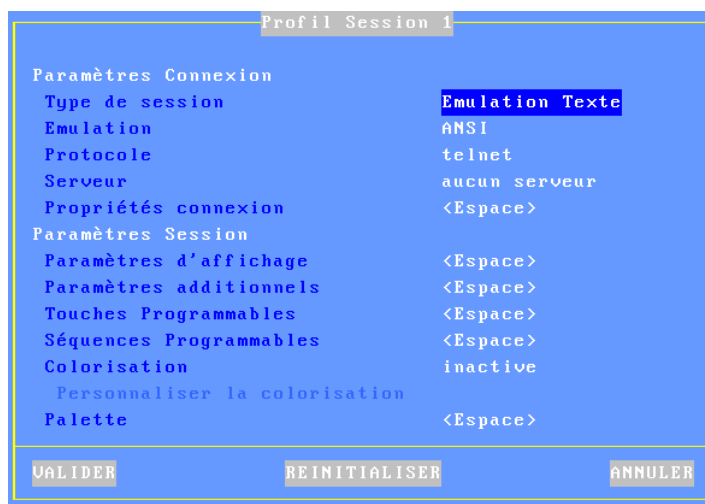 Profil Session 1
Paramètres Connexion
Type de session Emulation Texte
Emulation ANSI
Protocole telnet
Serveur aucun serveur
Propriétés connexion <Espace>
Paramètres Session
Paramètres d'affichage <Espace>
Paramètres additionnels <Espace>
Touches Programmables <Espace>
Séquences Programmables <Espace>
Colorisation inactive
Personnaliser la colorisation
Palette <Espace>
VALIDER REINITIALISER ANNULER